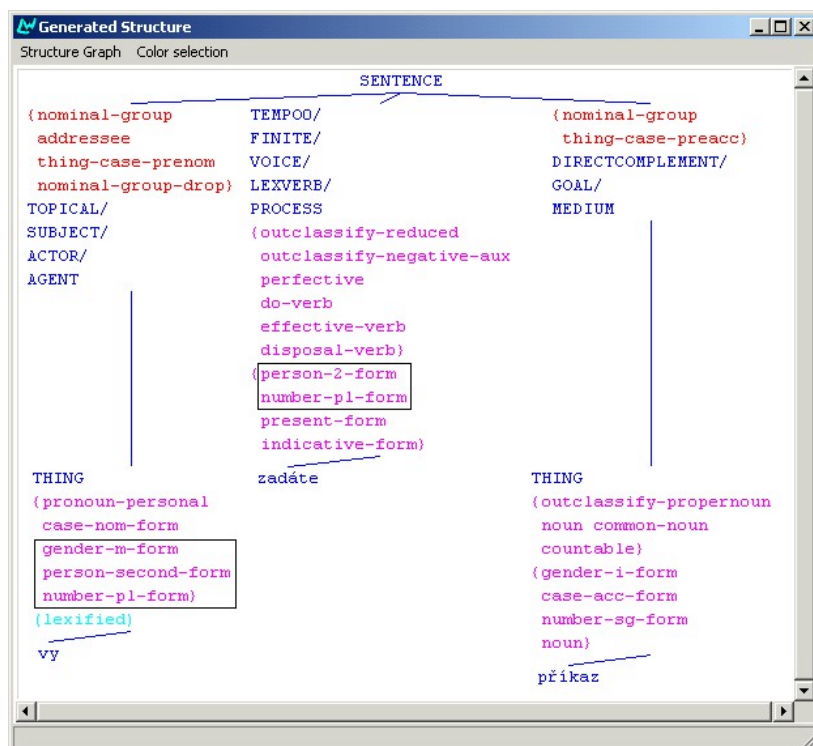 Generated Structure
Structure Graph Color selection
SENTENCE
{nominal-group
addressee
thing-case-prenom
nominal-group-drop}
TOPICAL/
SUBJECT/
ACTOR/
AGENT
THING
{pronoun-personal
case-nom-form
gender-m-form
person-second-form
number-pl-form}
(lexified)
vy
TEMPO0/
FINITE/
VOICE/
LEXVERB/
PROCESS
{outclassify-reduced
outclassify-negative-aux
perfective
do-verb
effective-verb
disposal-verb}
{person-2-form
number-pl-form
present-form
indicative-form}
zadáte
{nominal-group
thing-case-preacc}
DIRECTCOMPLEMENT/
GOAL/
MEDIUM
THING
{outclassify-propernoun
noun common-noun
countable}
{gender-i-form
case-acc-form
number-sg-form
noun}
příkaz